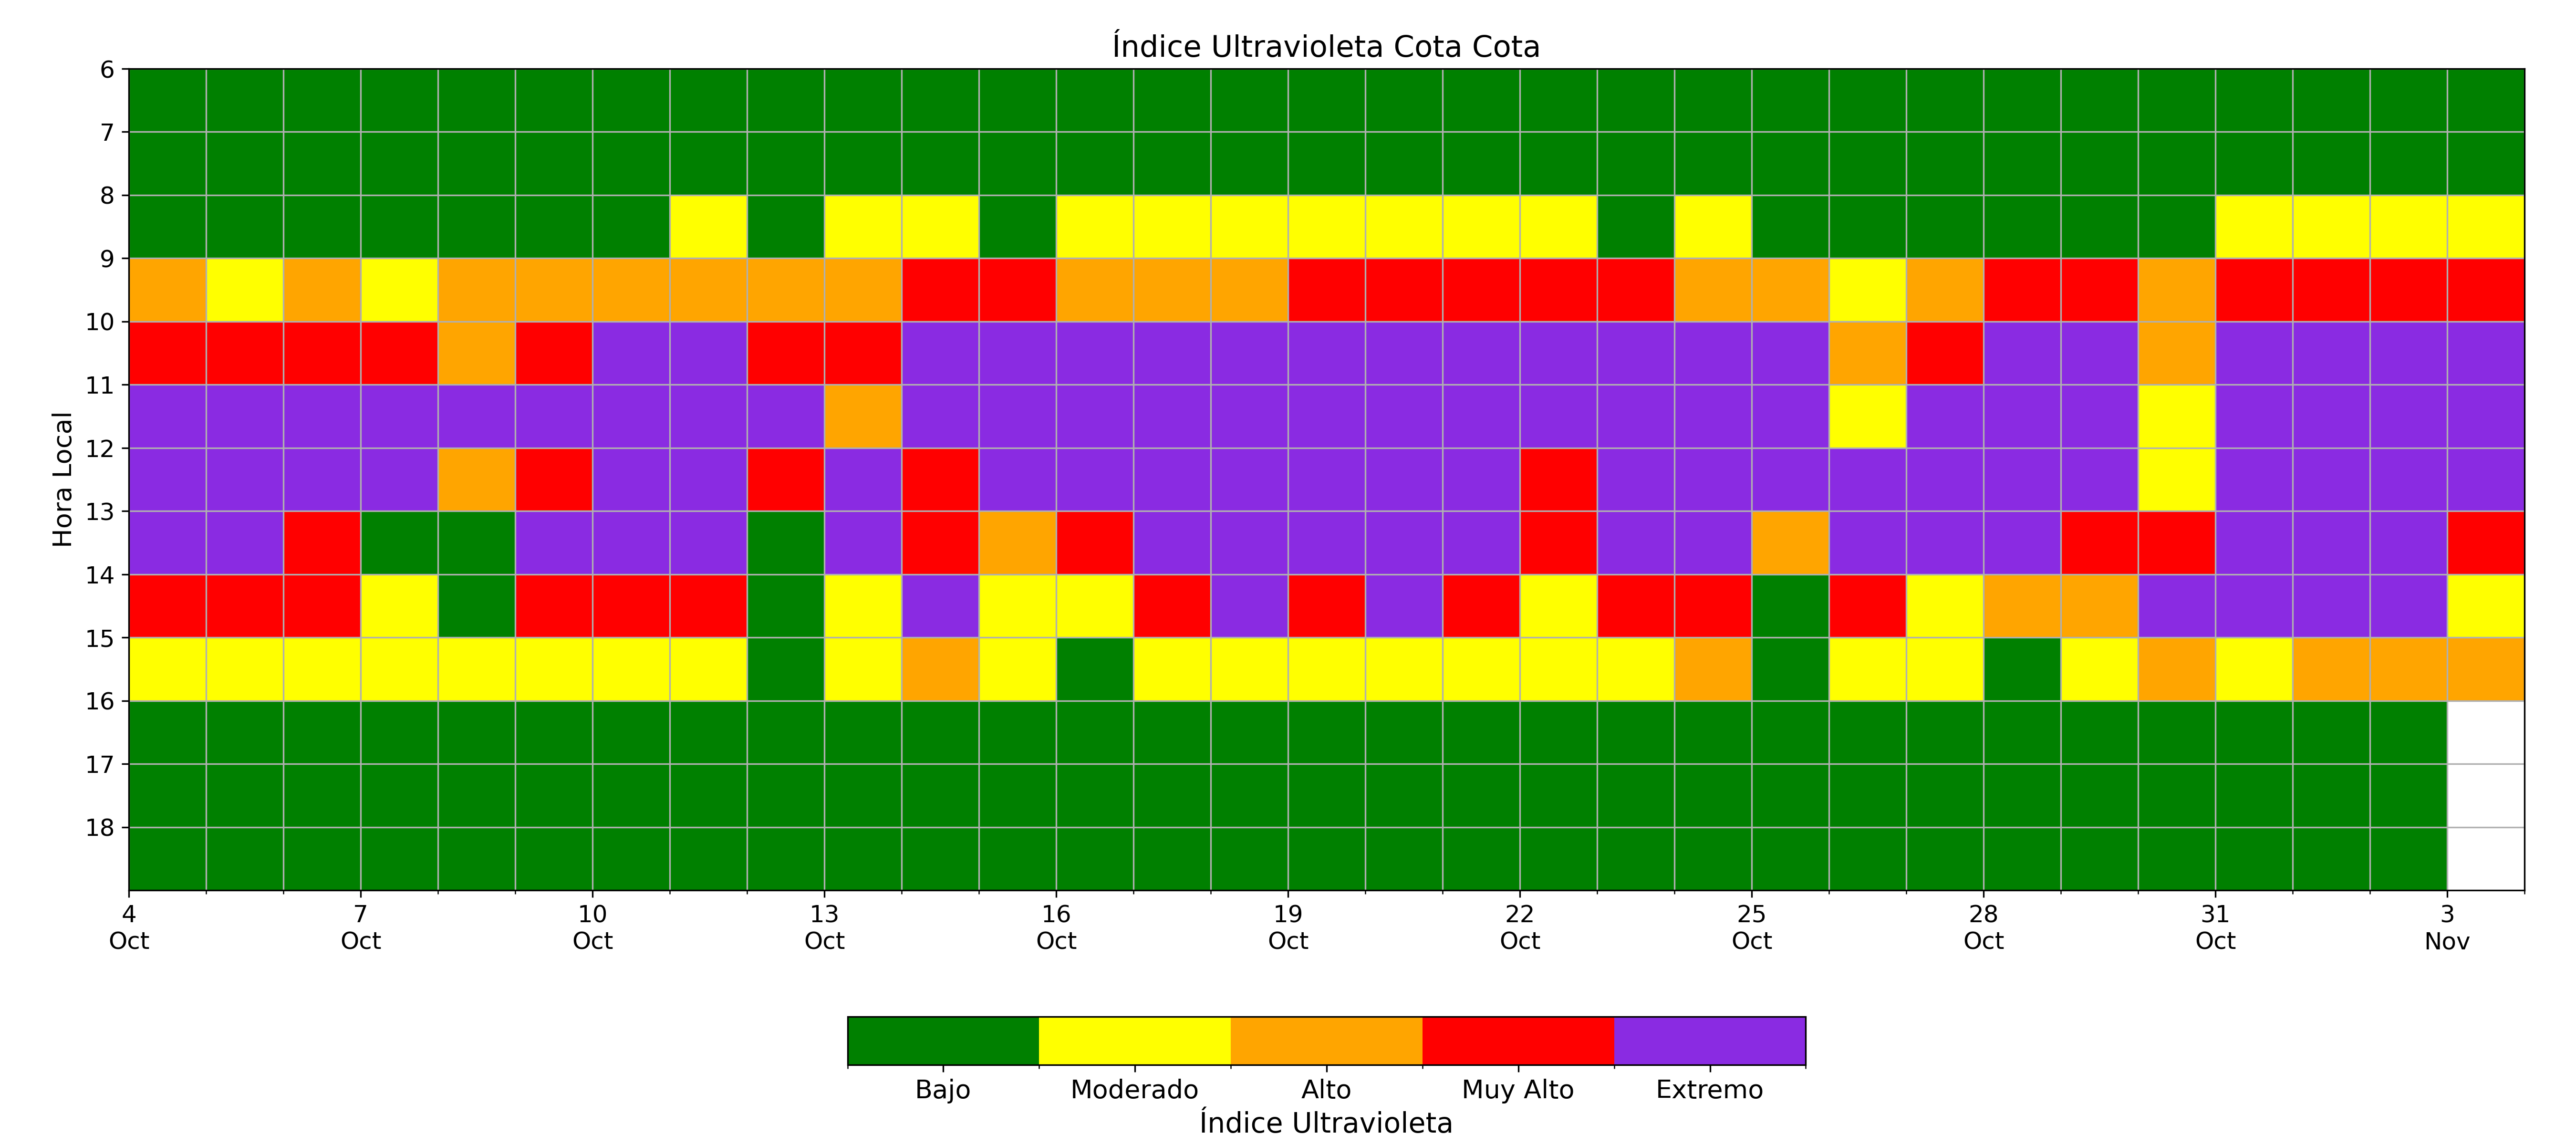 Índice Ultravioleta Cota Cota
Hora Local
6
7
8
9
10
11
12
13
14
15
16
17
18
4 7 10 13 16 19 22 25 28 31 3
Oct Oct Oct Oct Oct Oct Oct Oct Oct Oct Nov
Bajo Moderado Alto Muy Alto Extremo
Índice Ultravioleta